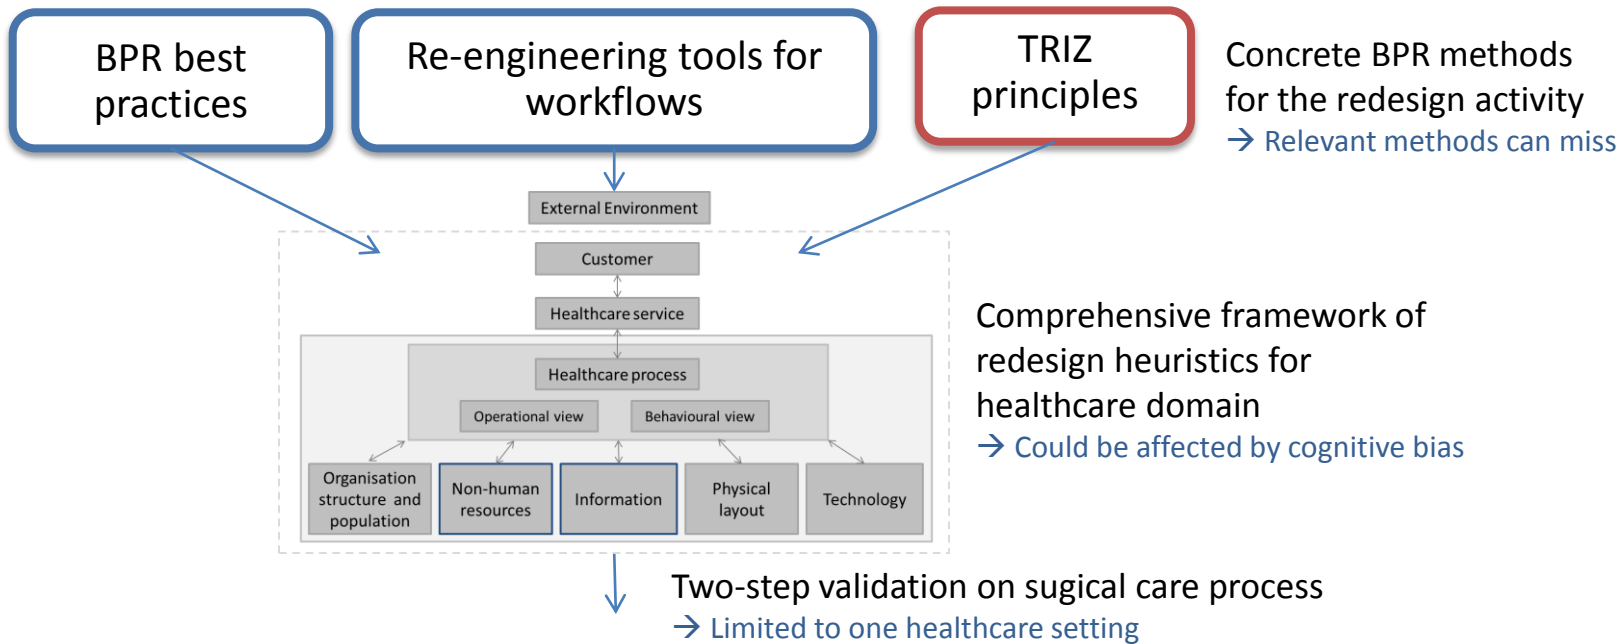 BPR best
practices
Re-engineering tools for
workflows
TRIZ
principles
Concrete BPR methods
for the redesign activity
→ Relevant methods can miss
External Environment
Customer
Healthcare service
Healthcare process
Operational view
Behavioural view
Organisation
structure and
population
Non-human
resources
Information
Physical
layout
Technology
Comprehensive framework of
redesign heuristics for
healthcare domain
→ Could be affected by cognitive bias
Two-step validation on sugical care process
→ Limited to one healthcare setting